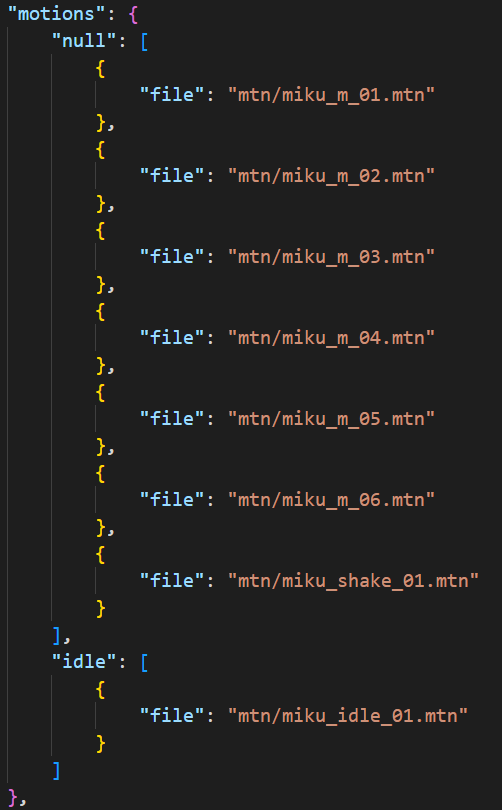 "motions": {
    "null": [
        {
            "file": "mtn/miku_m_01.mtn"
        },
        {
            "file": "mtn/miku_m_02.mtn"
        },
        {
            "file": "mtn/miku_m_03.mtn"
        },
        {
            "file": "mtn/miku_m_04.mtn"
        },
        {
            "file": "mtn/miku_m_05.mtn"
        },
        {
            "file": "mtn/miku_m_06.mtn"
        },
        {
            "file": "mtn/miku_shake_01.mtn"
        }
    ],
    "idle": [
        {
            "file": "mtn/miku_idle_01.mtn"
        }
    ]
},